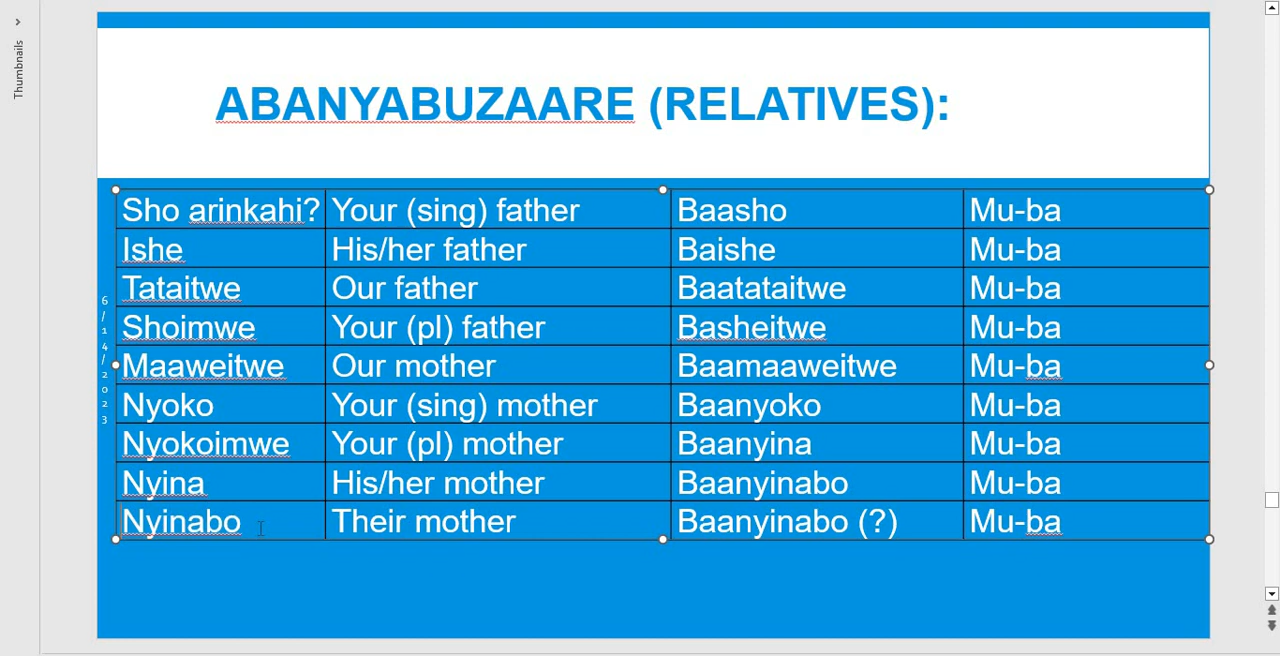 Thumbnails
ABANYABUZAARE (RELATIVES):
Sho arinkahi? Your (sing) father Baasho Mu-ba
Ishe His/her father Baishe Mu-ba
Tataitwe Our father Baatataitwe Mu-ba
Shoimwe Your (pl) father Basheitwe Mu-ba
Maaweitwe Our mother Baamaaweitwe Mu-ba
Nyoko Your (sing) mother Baanyoko Mu-ba
Nyokoimwe Your (pl) mother Baanyina Mu-ba
Nyina His/her mother Baanyinabo Mu-ba
Nyinabo Their mother Baanyinabo (?) Mu-ba
6/14/2023